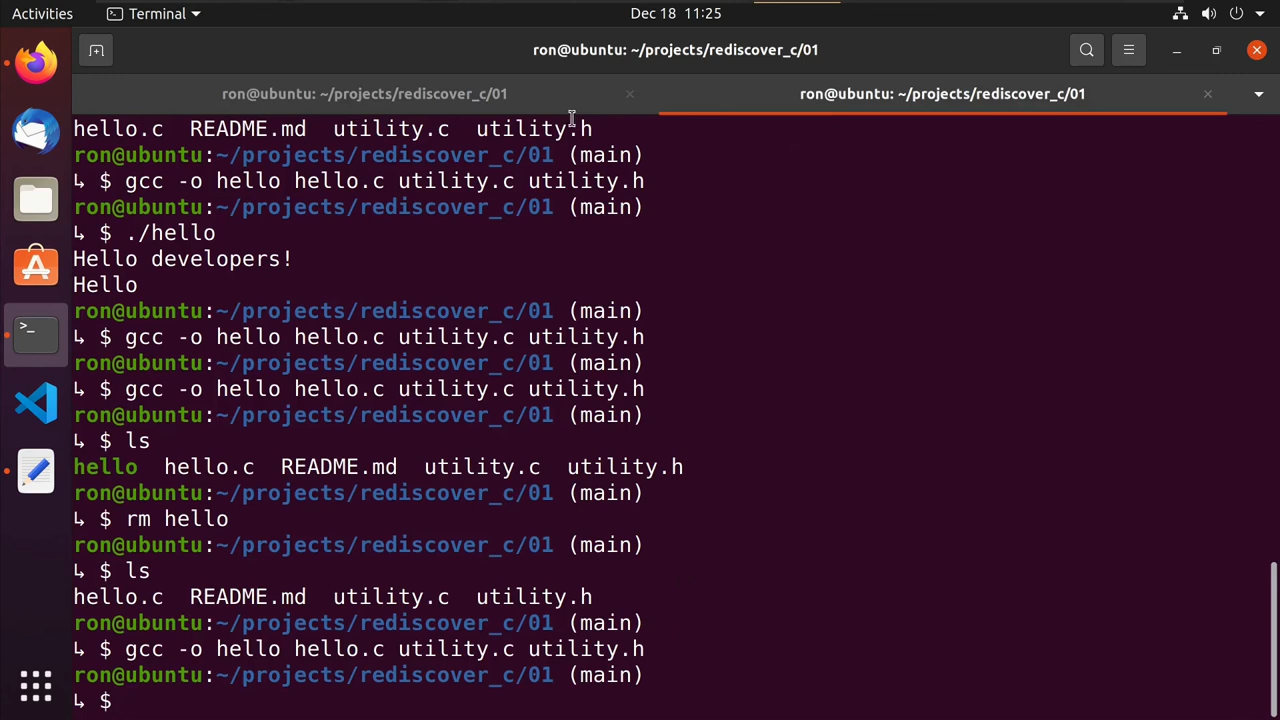 Activities Terminal Dec 18 11:25
ron@ubuntu: ~/projects/rediscover_c/01
ron@ubuntu: ~/projects/rediscover_c/01 × ron@ubuntu: ~/projects/rediscover_c/01 ×
hello.c README.md utility.c utility.h
ron@ubuntu:~/projects/rediscover_c/01 (main)
↳ $ gcc -o hello hello.c utility.c utility.h
ron@ubuntu:~/projects/rediscover_c/01 (main)
↳ $ ./hello
Hello developers!
Hello
ron@ubuntu:~/projects/rediscover_c/01 (main)
↳ $ gcc -o hello hello.c utility.c utility.h
ron@ubuntu:~/projects/rediscover_c/01 (main)
↳ $ gcc -o hello hello.c utility.c utility.h
ron@ubuntu:~/projects/rediscover_c/01 (main)
↳ $ ls
hello hello.c README.md utility.c utility.h
ron@ubuntu:~/projects/rediscover_c/01 (main)
↳ $ rm hello
ron@ubuntu:~/projects/rediscover_c/01 (main)
↳ $ ls
hello.c README.md utility.c utility.h
ron@ubuntu:~/projects/rediscover_c/01 (main)
↳ $ gcc -o hello hello.c utility.c utility.h
ron@ubuntu:~/projects/rediscover_c/01 (main)
↳ $